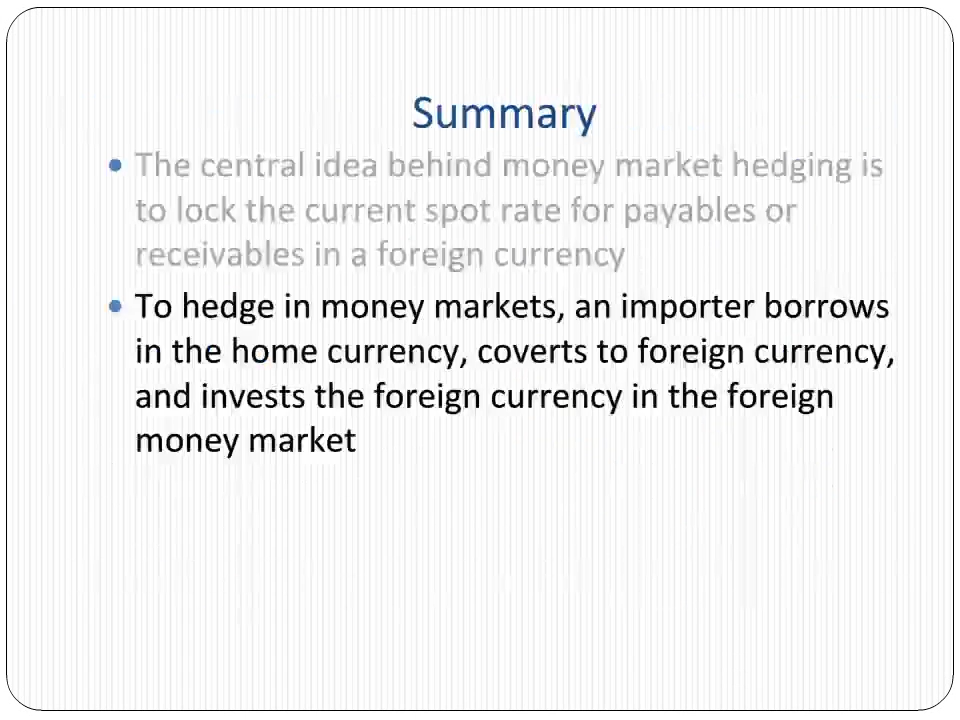 Summary
• The central idea behind money market hedging is
to lock the current spot rate for payables or
receivables in a foreign currency
• To hedge in money markets, an importer borrows
in the home currency, coverts to foreign currency,
and invests the foreign currency in the foreign
money market